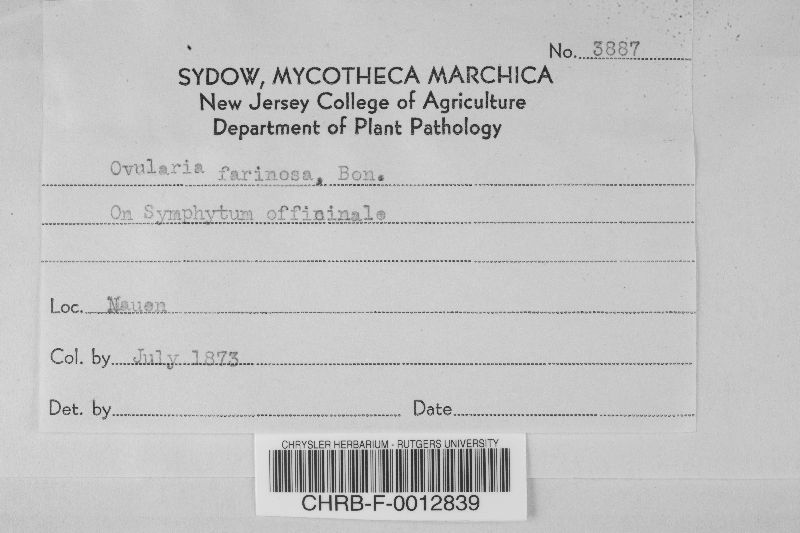 No. 3887
SYDOW, MYCOTHECA MARCHICA
New Jersey College of Agriculture
Department of Plant Pathology
Ovularia farinosa, Bon.
On Symphytum officinale
Loc. Nauen
Col. by July 1873
Det. by Date
CHRYSLER HERBARIUM - RUTGERS UNIVERSITY
CHRB-F-0012839